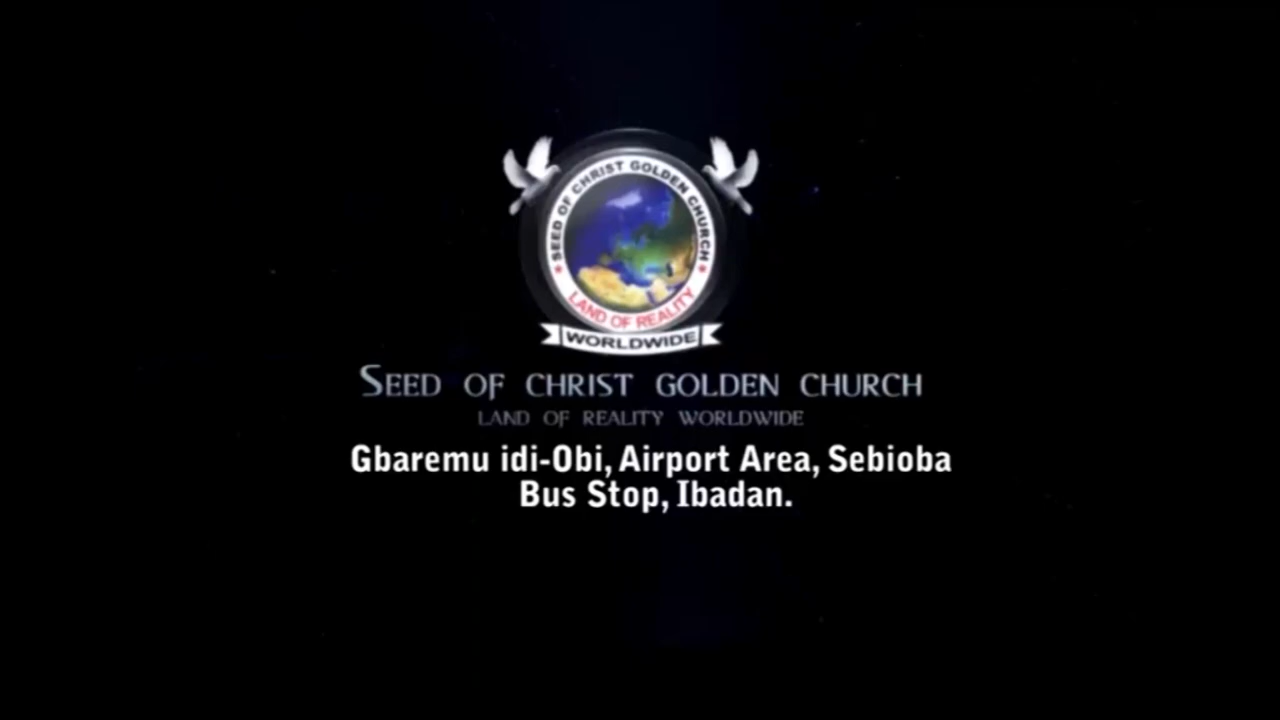 SEED OF CHRIST GOLDEN CHURCH
LAND OF REALITY
WORLDWIDE
SEED OF CHRIST GOLDEN CHURCH
LAND OF REALITY WORLDWIDE
Gbaremu idi-Obi, Airport Area, Sebioba
Bus Stop, Ibadan.